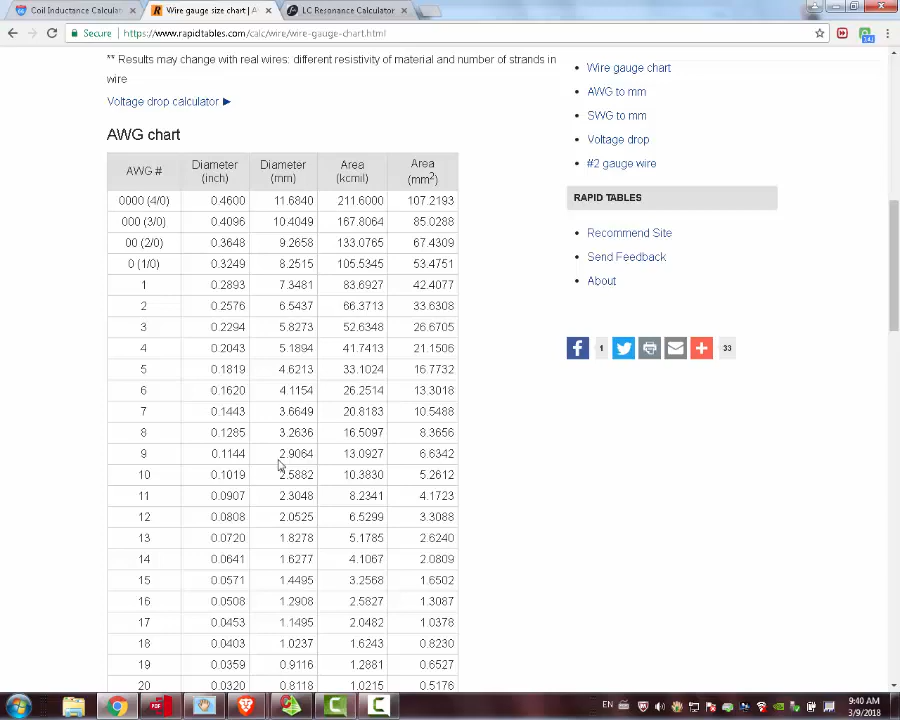 Coil Inductance Calculat
Wire gauge size chart | A
LC Resonance Calculator
Secure | https://www.rapidtables.com/calc/wire/wire-gauge-chart.html
** Results may change with real wires: different resistivity of material and number of strands in
wire
Voltage drop calculator ►
AWG chart
AWG # Diameter (inch) Diameter (mm) Area (kcmil) Area (mm²)
0000 (4/0) 0.4600 11.6840 211.6000 107.2193
000 (3/0) 0.4096 10.4049 167.8064 85.0288
00 (2/0) 0.3648 9.2658 133.0765 67.4309
0 (1/0) 0.3249 8.2515 105.5345 53.4751
1 0.2893 7.3481 83.6927 42.4077
2 0.2576 6.5437 66.3713 33.6308
3 0.2294 5.8273 52.6348 26.6705
4 0.2043 5.1894 41.7413 21.1506
5 0.1819 4.6213 33.1024 16.7732
6 0.1620 4.1154 26.2514 13.3018
7 0.1443 3.6649 20.8183 10.5488
8 0.1285 3.2636 16.5097 8.3656
9 0.1144 2.9064 13.0927 6.6342
10 0.1019 2.5882 10.3830 5.2612
11 0.0907 2.3048 8.2341 4.1723
12 0.0808 2.0525 6.5299 3.3088
13 0.0720 1.8278 5.1785 2.6240
14 0.0641 1.6277 4.1067 2.0809
15 0.0571 1.4495 3.2568 1.6502
16 0.0508 1.2908 2.5827 1.3087
17 0.0453 1.1495 2.0482 1.0378
18 0.0403 1.0237 1.6243 0.8230
19 0.0359 0.9116 1.2881 0.6527
20 0.0320 0.8118 1.0215 0.5176
Wire gauge chart
AWG to mm
SWG to mm
Voltage drop
#2 gauge wire
RAPID TABLES
Recommend Site
Send Feedback
About
1
33
EN
9:40 AM
3/9/2018